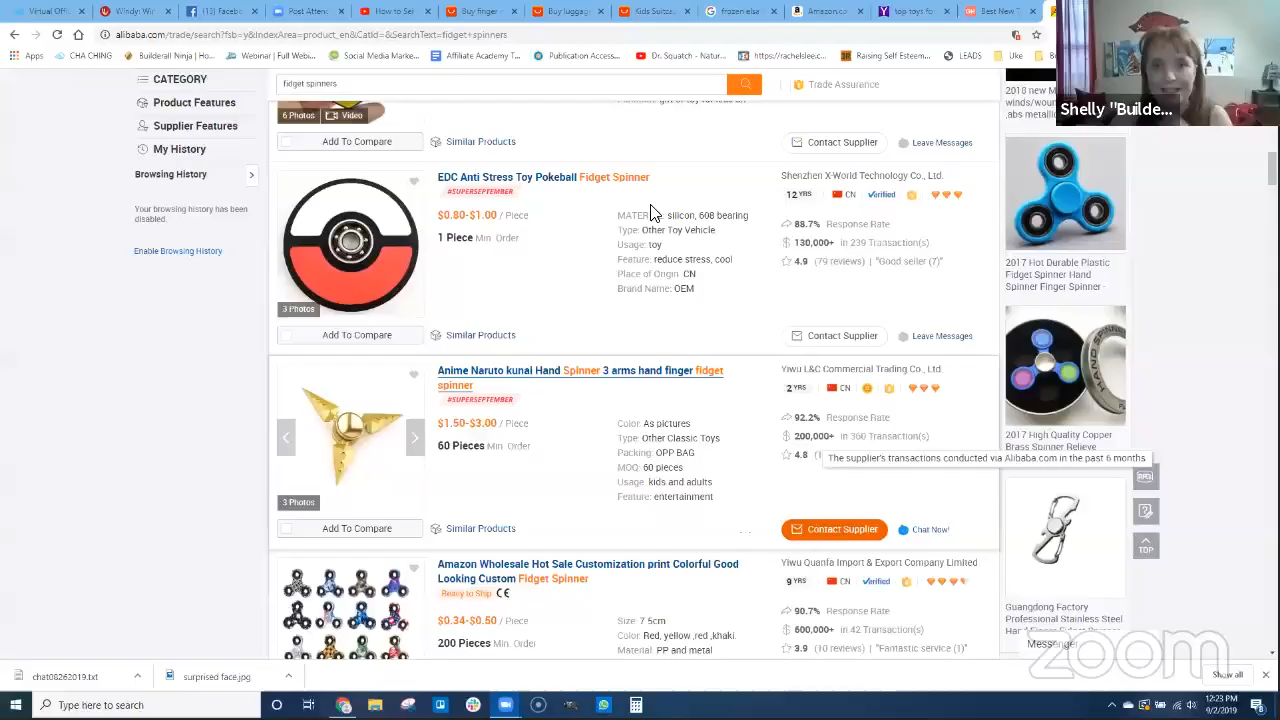 Virtual Offic
Windyr Wi
(3) Facebook
Post Attend
How to Sel
Buy finger
Buy luggag
Kids Suitca
frozen else
Amazon.co
top toys
Best New T
alibaba.com/trade/search?fsb=y&IndexArea=product_en&CatId=&SearchText=fidget+spinners
Apps
CHA CHING
Builderall Ninja | Ho...
Webinar | Full Webi...
Social Media Mark...
Affiliate Academy T...
Publication Access...
Dr. Squatch - Natur...
https://rachelslee.c...
Raising Self Esteem...
LEADS
Uke
Shelly "Builde...
CATEGORY
Product Features
Supplier Features
My History
Browsing History
Your browsing history has been
disabled.
Enable Browsing History
fidget spinners
Trade Assurance
6 Photos
Video
Add To Compare
Similar Products
Contact Supplier
Leave Messages
EDC Anti Stress Toy Pokeball Fidget Spinner
#SUPERSEPTEMBER
$0.80-$1.00 / Piece
1 Piece Min. Order
silicon, 608 bearing
Type: Other Toy Vehicle
Usage: toy
Feature: reduce stress, cool
Place of Origin: CN
Brand Name: OEM
Shenzhen X-World Technology Co., Ltd.
12 YRS CN Verified
88.7% Response Rate
130,000+ in 239 Transaction(s)
4.9 (79 reviews) | "Good seller (7)"
3 Photos
Add To Compare
Similar Products
Contact Supplier
Leave Messages
Anime Naruto kunai Hand Spinner 3 arms hand finger fidget
spinner
#SUPERSEPTEMBER
$1.50-$3.00 / Piece
60 Pieces Min. Order
Color: As pictures
Type: Other Classic Toys
Packing: OPP BAG
MOQ: 60 pieces
Usage: kids and adults
Feature: entertainment
Yiwu L&C Commercial Trading Co., Ltd.
2 YRS CN
92.2% Response Rate
200,000+ in 360 Transaction(s)
4.8
The supplier's transactions conducted via Alibaba.com in the past 6 months
3 Photos
Add To Compare
Similar Products
Contact Supplier
Chat Now!
Amazon Wholesale Hot Sale Customization print Colorful Good
Looking Custom Fidget Spinner
Ready to Ship CE
$0.34-$0.50 / Piece
200 Pieces Min. Order
Size: 7.5cm
Color: Red, yellow ,red ,khaki.
Material: PP and metal
Yiwu Quanfa Import & Export Company Limited
9 YRS CN Verified
90.7% Response Rate
600,000+ in 42 Transaction(s)
3.9 (10 reviews) | "Fantastic service (1)"
2018 new M
winds/wou
abs metalli
2017 Hot Durable Plastic
Fidget Spinner Hand
Spinner Finger Spinner
2017 High Quality Copper
Brass Spinner Relieve
RFQ
TOP
Guangdong Factory
Professional Stainless Steel
Messenger
zoom
chat08262019.txt
surprised face.jpg
Show all
Type here to search
12:23 PM
9/2/2019